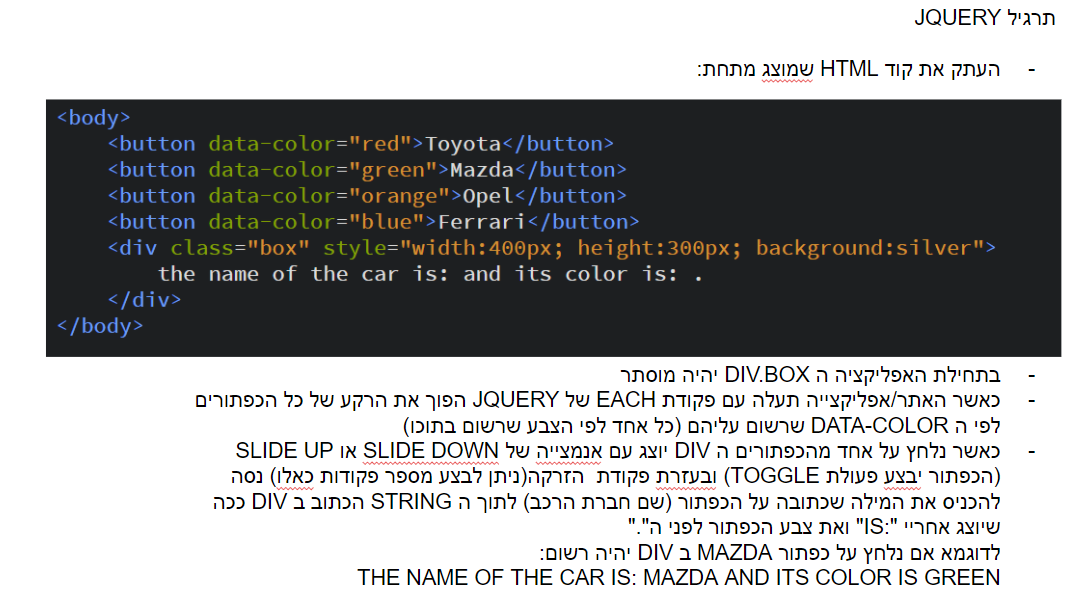 תרגיל JQUERY
- העתק את קוד HTML שמוצג מתחת:
<body>
<button data-color="red">Toyota</button>
<button data-color="green">Mazda</button>
<button data-color="orange">Opel</button>
<button data-color="blue">Ferrari</button>
<div class="box" style="width:400px; height:300px; background:silver">
the name of the car is: and its color is: .
</div>
</body>
- בתחילת האפליקציה ה DIV.BOX יהיה מוסתר
- כאשר האתר/אפליקצייה תעלה עם פקודת EACH של JQUERY הפוך את הרקע של כל הכפתורים
לפי ה DATA-COLOR שרשום עליהם (כל אחד לפי הצבע שרשום בתוכו)
- כאשר נלחץ על אחד מהכפתורים ה DIV יוצג עם אנמצייה של SLIDE DOWN או SLIDE UP
(הכפתור יבצע פעולת TOGGLE) ובעזרת פקודת הזרקה(ניתן לבצע מספר פקודות כאלו) נסה
להכניס את המילה שכתובה על הכפתור (שם חברת הרכב) לתוך ה STRING הכתוב ב DIV ככה
שיוצג אחריי "IS:" ואת צבע הכפתור לפני ה"."
לדוגמא אם נלחץ על כפתור MAZDA ב DIV יהיה רשום:
THE NAME OF THE CAR IS: MAZDA AND ITS COLOR IS GREEN